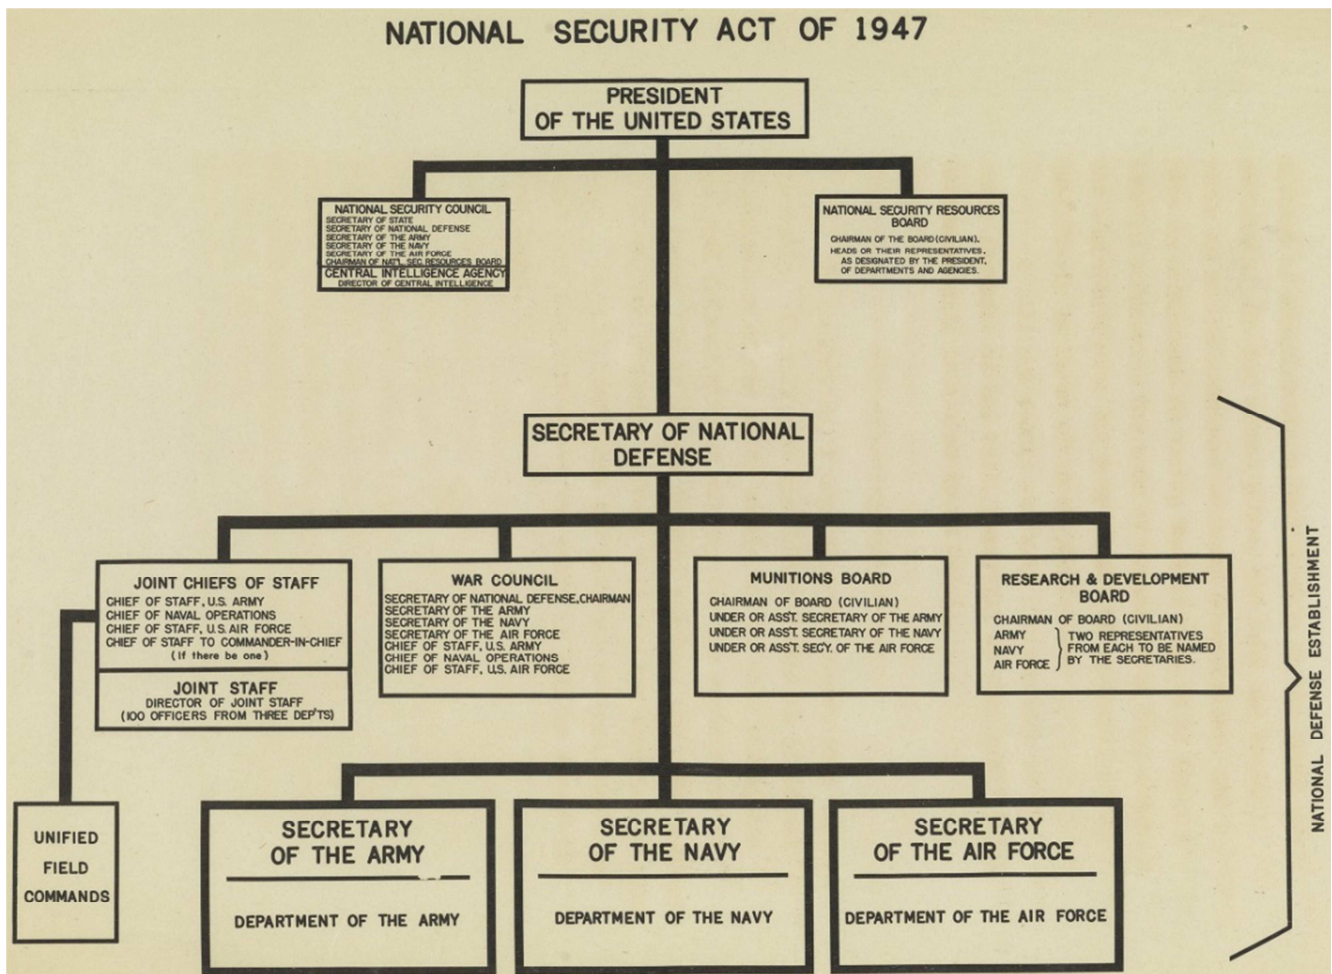 NATIONAL SECURITY ACT OF 1947
PRESIDENT
OF THE UNITED STATES
NATIONAL SECURITY COUNCIL
SECRETARY OF STATE
SECRETARY OF NATIONAL DEFENSE
SECRETARY OF THE ARMY
SECRETARY OF THE NAVY
SECRETARY OF THE AIR FORCE
CHAIRMAN OF NAT'L. SEC. RESOURCES BOARD
CENTRAL INTELLIGENCE AGENCY
DIRECTOR OF CENTRAL INTELLIGENCE
NATIONAL SECURITY RESOURCES
BOARD
CHAIRMAN OF THE BOARD (CIVILIAN).
HEADS OR THEIR REPRESENTATIVES,
AS DESIGNATED BY THE PRESIDENT,
OF DEPARTMENTS AND AGENCIES.
SECRETARY OF NATIONAL
DEFENSE
JOINT CHIEFS OF STAFF
CHIEF OF STAFF, U.S. ARMY
CHIEF OF NAVAL OPERATIONS
CHIEF OF STAFF, U.S. AIR FORCE
CHIEF OF STAFF TO COMMANDER-IN-CHIEF
(if there be one)
JOINT STAFF
DIRECTOR OF JOINT STAFF
(100 OFFICERS FROM THREE DEP'TS)
WAR COUNCIL
SECRETARY OF NATIONAL DEFENSE, CHAIRMAN
SECRETARY OF THE ARMY
SECRETARY OF THE NAVY
SECRETARY OF THE AIR FORCE
CHIEF OF STAFF, U.S. ARMY
CHIEF OF NAVAL OPERATIONS
CHIEF OF STAFF, U.S. AIR FORCE
MUNITIONS BOARD
CHAIRMAN OF BOARD (CIVILIAN)
UNDER OR ASS'T. SECRETARY OF THE ARMY
UNDER OR ASS'T. SECRETARY OF THE NAVY
UNDER OR ASS'T. SEC'Y. OF THE AIR FORCE
RESEARCH & DEVELOPMENT
BOARD
CHAIRMAN OF BOARD (CIVILIAN)
ARMY
NAVY
AIR FORCE
TWO REPRESENTATIVES
FROM EACH TO BE NAMED
BY THE SECRETARIES.
NATIONAL DEFENSE ESTABLISHMENT
UNIFIED
FIELD
COMMANDS
SECRETARY
OF THE ARMY
DEPARTMENT OF THE ARMY
SECRETARY
OF THE NAVY
DEPARTMENT OF THE NAVY
SECRETARY
OF THE AIR FORCE
DEPARTMENT OF THE AIR FORCE